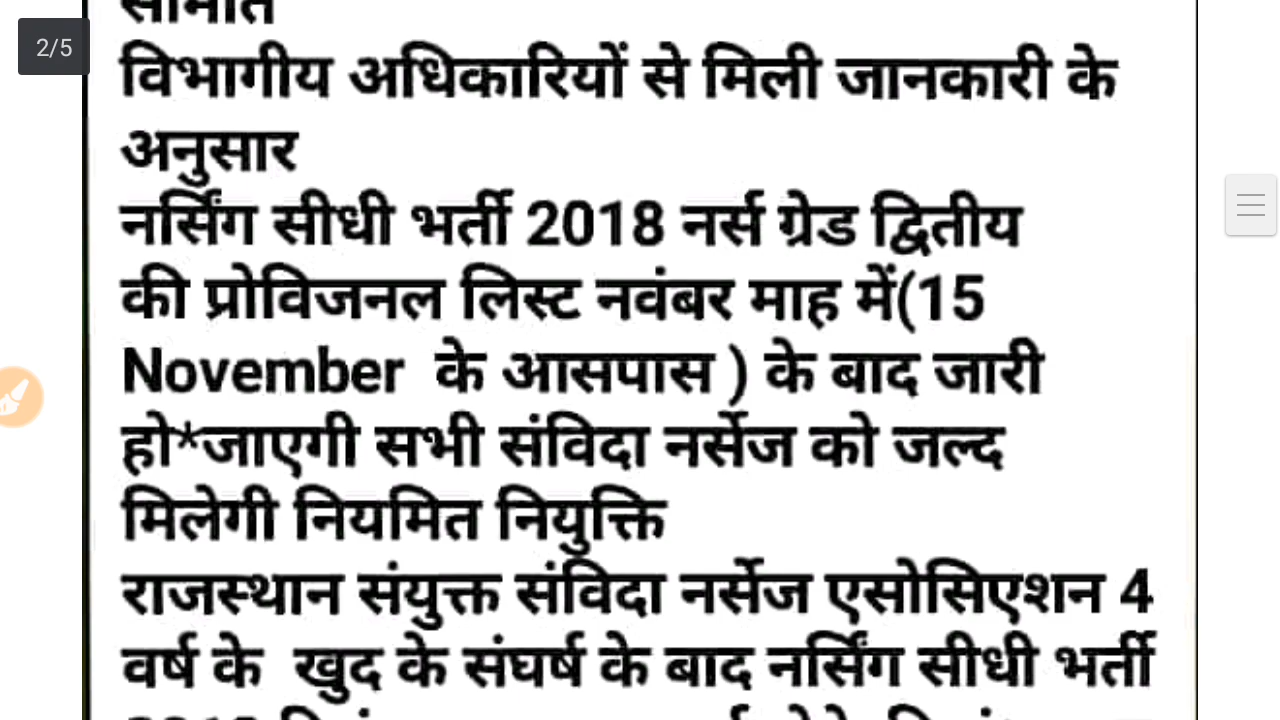 2/5
समिति
विभागीय अधिकारियों से मिली जानकारी के
अनुसार
नर्सिंग सीधी भर्ती 2018 नर्स ग्रेड द्वितीय
की प्रोविजनल लिस्ट नवंबर माह में(15
November के आसपास ) के बाद जारी
हो*जाएगी सभी संविदा नर्सेज को जल्द
मिलेगी नियमित नियुक्ति
राजस्थान संयुक्त संविदा नर्सेज एसोसिएशन 4
वर्ष के खुद के संघर्ष के बाद नर्सिंग सीधी भर्ती